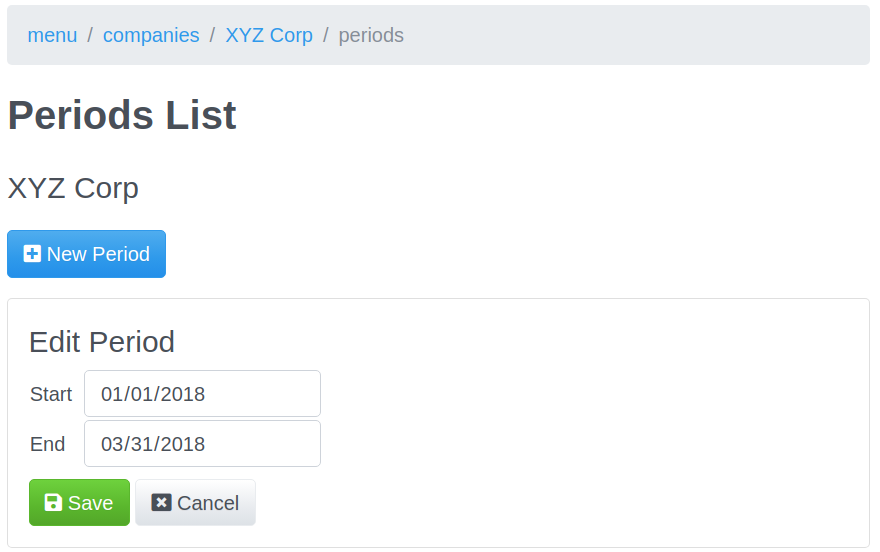 menu / companies / XYZ Corp / periods
Periods List
XYZ Corp
New Period
Edit Period
Start 01/01/2018
End 03/31/2018
Save Cancel